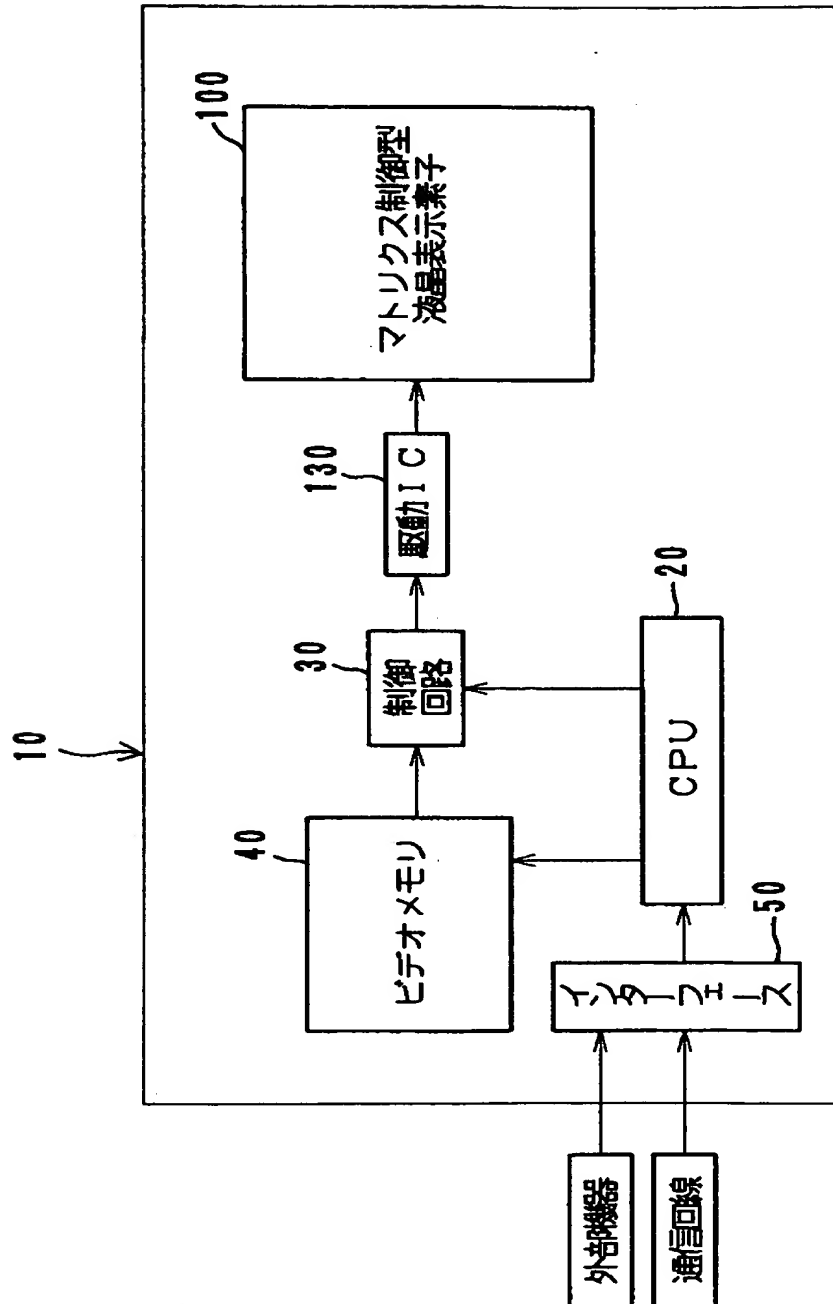 10
100
マトリクス制御型
液晶表示素子
130
駆動IC
30
制御
回路
40
ビデオメモリ
20
CPU
50
インターフェース
外部機器
通信回線